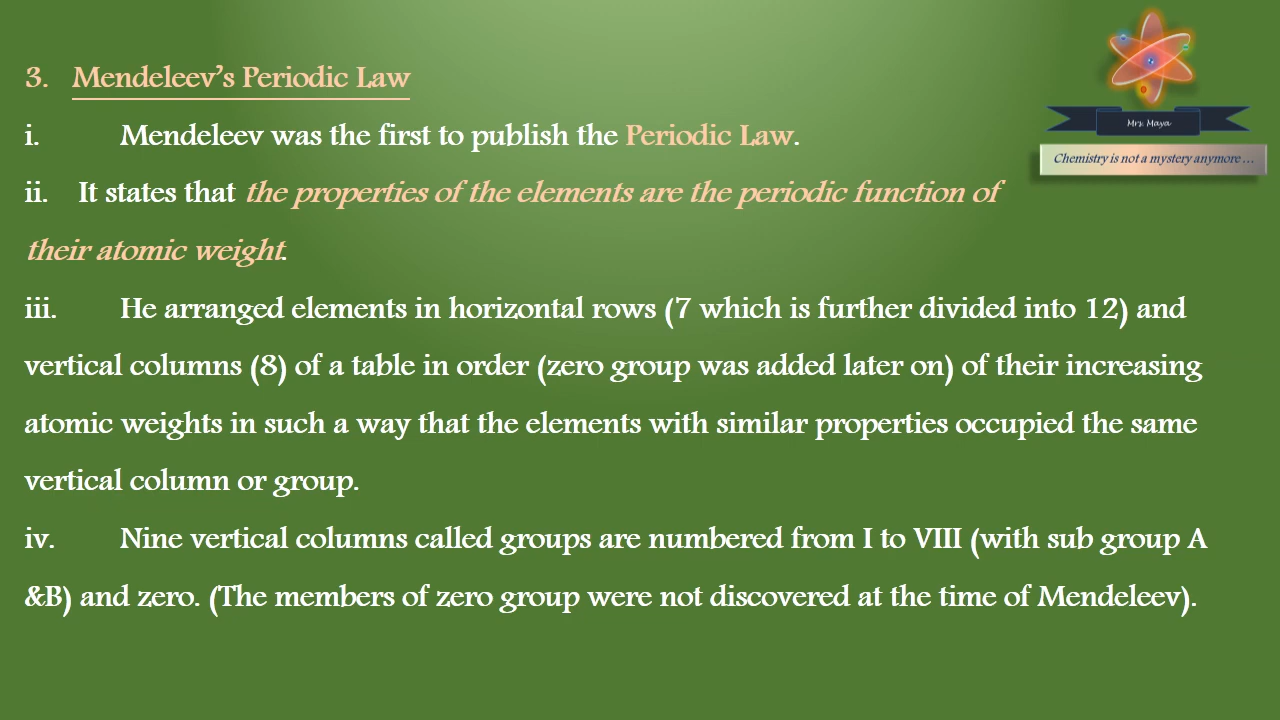 3. Mendeleev's Periodic Law
i. Mendeleev was the first to publish the Periodic Law.
ii. It states that the properties of the elements are the periodic function of
their atomic weight.
iii. He arranged elements in horizontal rows (7 which is further divided into 12) and
vertical columns (8) of a table in order (zero group was added later on) of their increasing
atomic weights in such a way that the elements with similar properties occupied the same
vertical column or group.
iv. Nine vertical columns called groups are numbered from I to VIII (with sub group A
&B) and zero. (The members of zero group were not discovered at the time of Mendeleev).
Mrs. Maya
Chemistry is not a mystery anymore ...